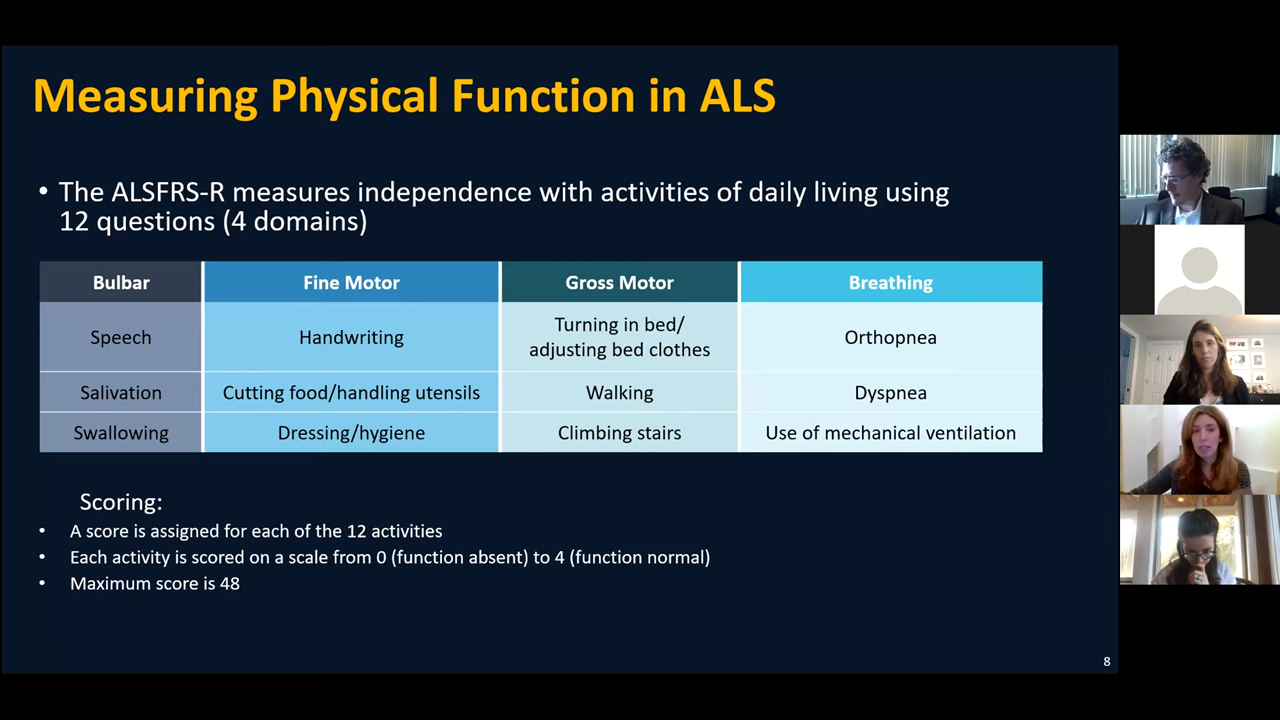 Measuring Physical Function in ALS
• The ALSFRS-R measures independence with activities of daily living using
12 questions (4 domains)
Bulbar Fine Motor Gross Motor Breathing
Speech Handwriting Turning in bed/
adjusting bed clothes Orthopnea
Salivation Cutting food/handling utensils Walking Dyspnea
Swallowing Dressing/hygiene Climbing stairs Use of mechanical ventilation
Scoring:
• A score is assigned for each of the 12 activities
• Each activity is scored on a scale from 0 (function absent) to 4 (function normal)
• Maximum score is 48
8